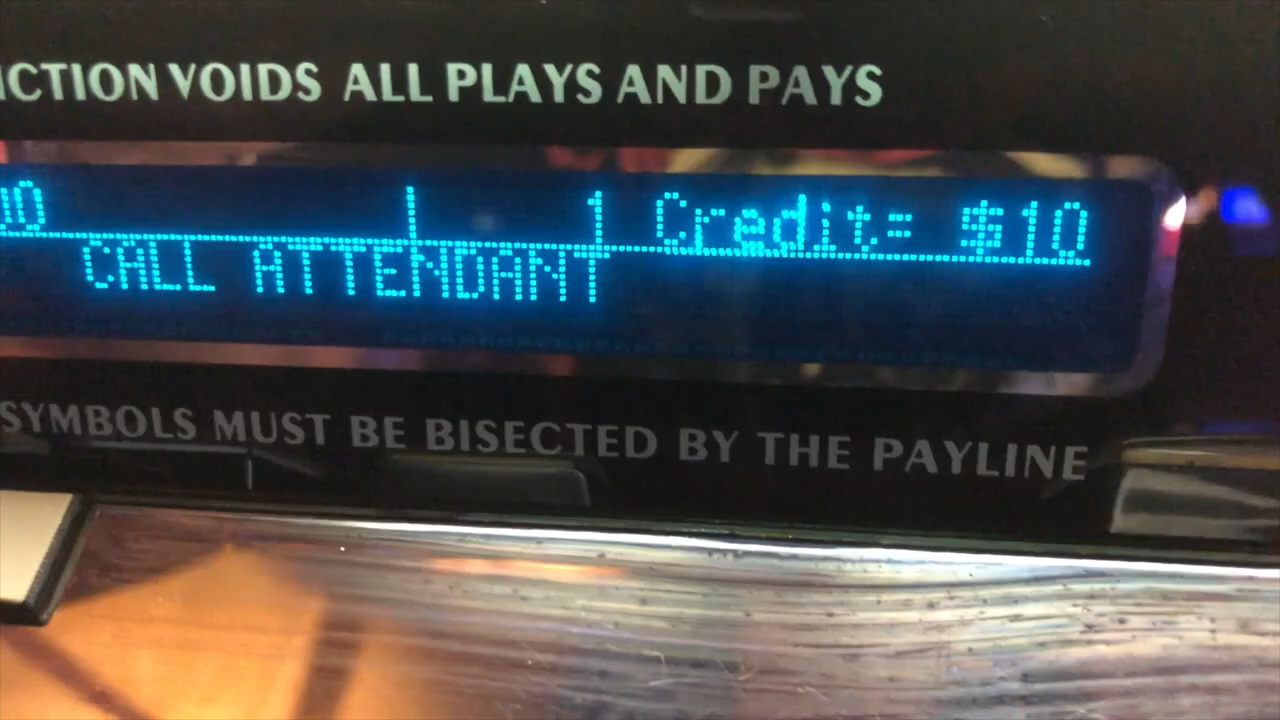 ICTION VOIDS ALL PLAYS AND PAYS
1 Credit= $10
CALL ATTENDANT
SYMBOLS MUST BE BISECTED BY THE PAYLINE